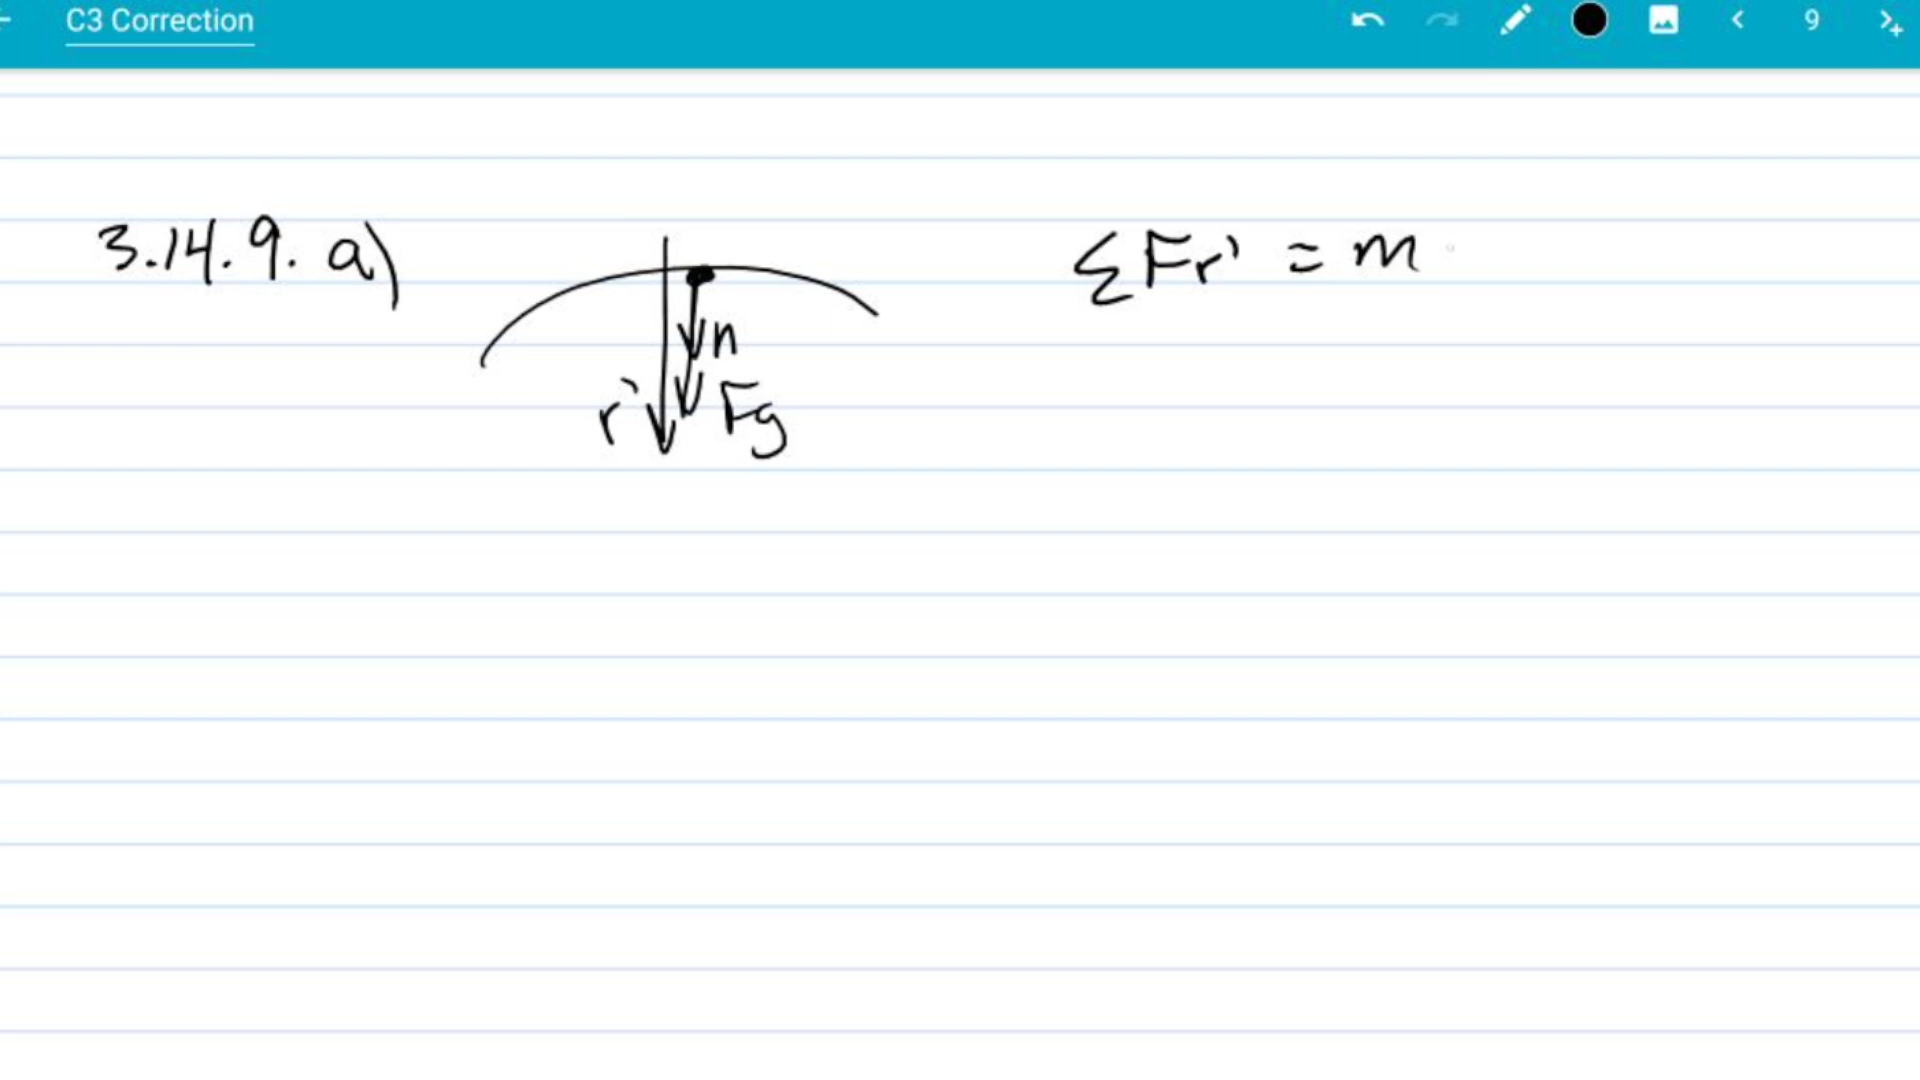 C3 Correction
9
3.14.9. a)
ΣFr' = m
n
r' Fg